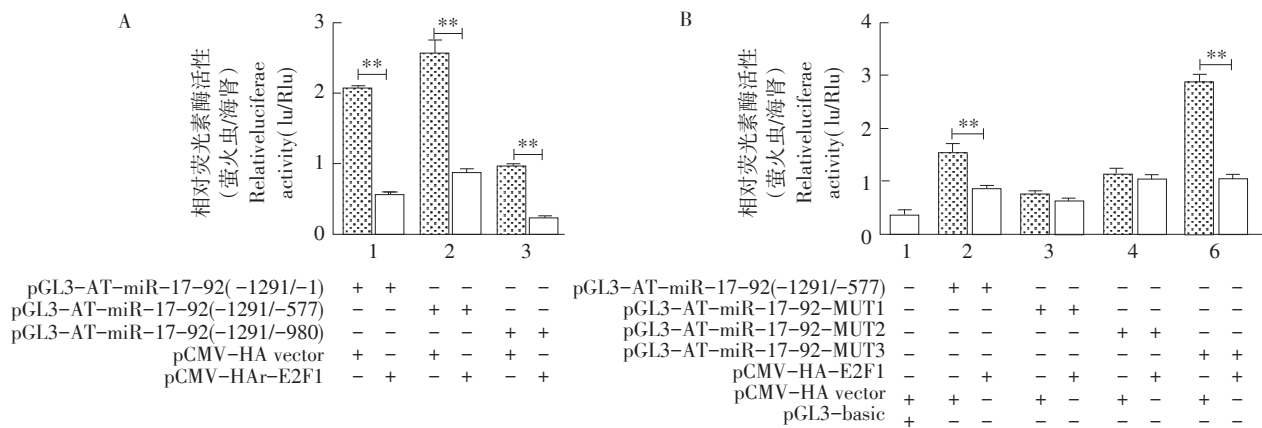 A
相对荧光素酶活性
(萤火虫/海肾)
Relativeluciferae
activity(lu/Rlu)
3
2
1
0
**
**
**
1 2 3
pGL3-AT-miR-17-92(-1291/-1) + + - - - -
pGL3-AT-miR-17-92(-1291/-577) - - + + - -
pGL3-AT-miR-17-92(-1291/-980) - - - - + +
pCMV-HA vector + - + - + -
pCMV-HAr-E2F1 - + - + - +
B
相对荧光素酶活性
(萤火虫/海肾)
Relativeluciferae
activity(lu/Rlu)
4
3
2
1
0
**
**
1 2 3 4 6
pGL3-AT-miR-17-92(-1291/-577) - + + - - - - - -
pGL3-AT-miR-17-92-MUT1 - - - + + - - - -
pGL3-AT-miR-17-92-MUT2 - - - - - + + - -
pGL3-AT-miR-17-92-MUT3 - - - - - - - + +
pCMV-HA-E2F1 - - + - + - + - +
pCMV-HA vector + + - + - + - + -
pGL3-basic + - - - - - - - -